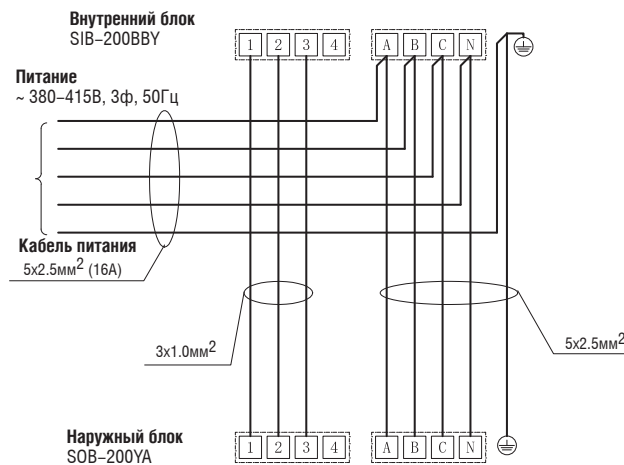 Внутренний блок
SIB-200BBY
1 2 3 4
A B C N
Питание
~ 380-415В, 3ф, 50Гц
Кабель питания
5x2.5мм² (16А)
3x1.0мм²
5x2.5мм²
Наружный блок
SOB-200YA
1 2 3 4
A B C N